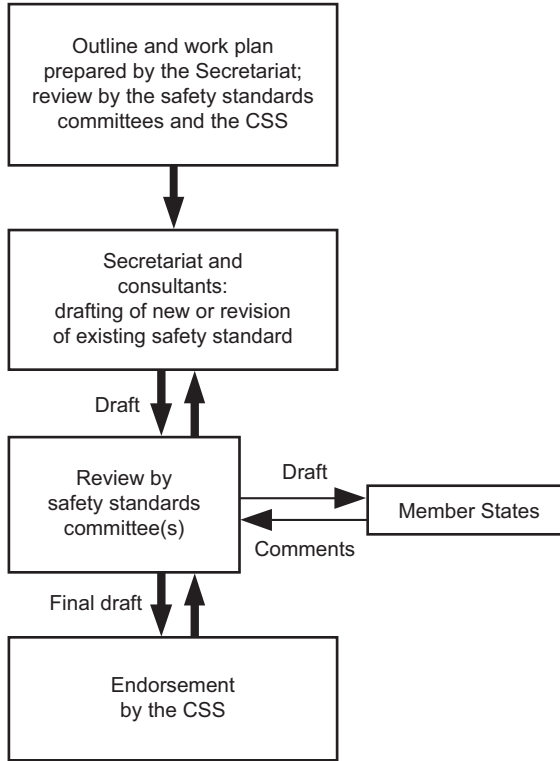 Outline and work plan
prepared by the Secretariat;
review by the safety standards
committees and the CSS
Secretariat and
consultants:
drafting of new or revision
of existing safety standard
Draft
Review by
safety standards
committee(s)
Draft
Member States
Comments
Final draft
Endorsement
by the CSS